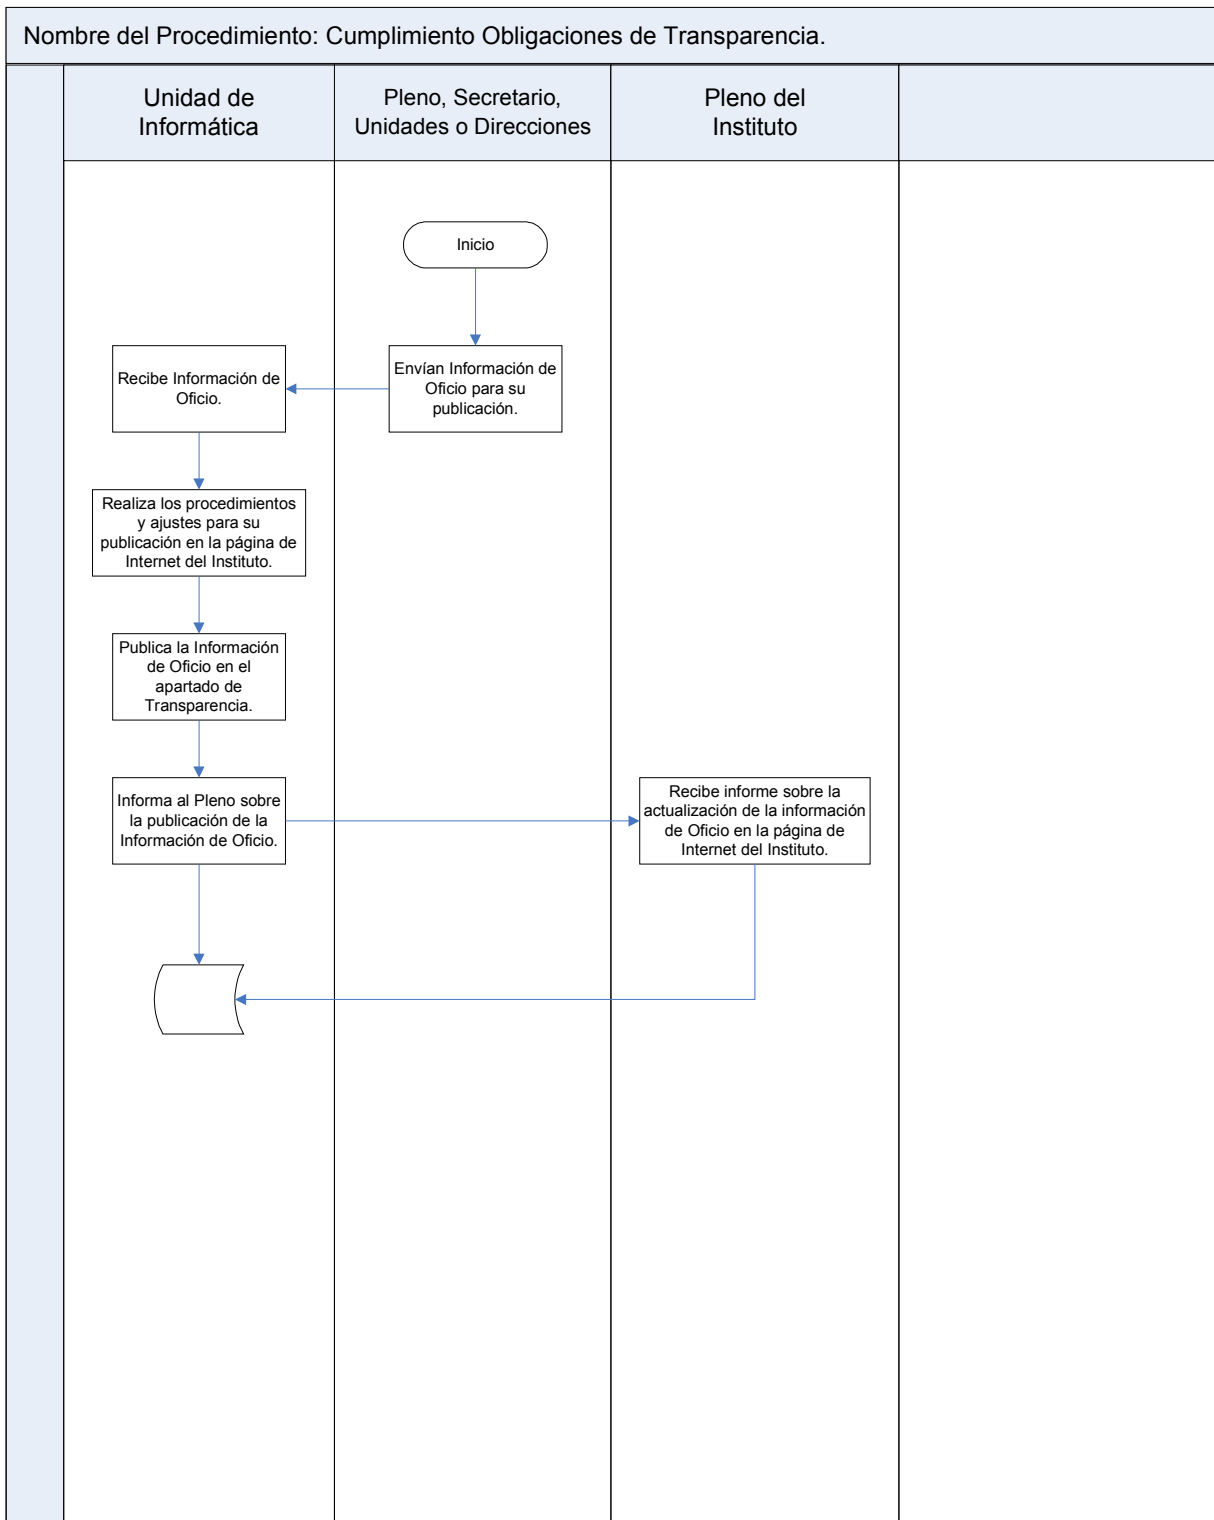 Nombre del Procedimiento: Cumplimiento Obligaciones de Transparencia.
Unidad de
Informática
Pleno, Secretario,
Unidades o Direcciones
Pleno del
Instituto
Inicio
Envían Información de
Oficio para su
publicación.
Recibe Información de
Oficio.
Realiza los procedimientos
y ajustes para su
publicación en la página de
Internet del Instituto.
Publica la Información
de Oficio en el
apartado de
Transparencia.
Informa al Pleno sobre
la publicación de la
Información de Oficio.
Recibe informe sobre la
actualización de la información
de Oficio en la página de
Internet del Instituto.